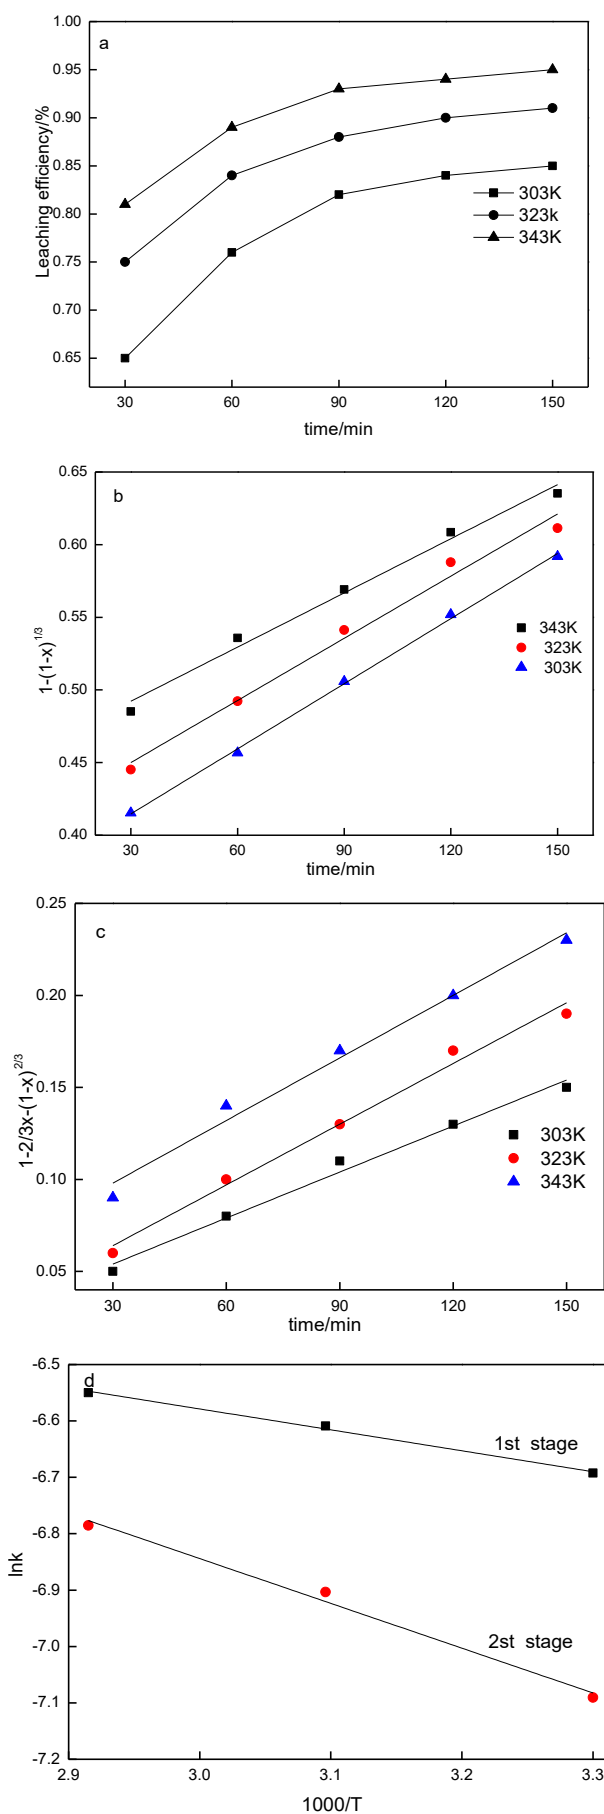 1.00
a
0.95
0.90
0.85
0.80
0.75
0.70
0.65
Leaching efficiency/%
303K
323k
343K
30 60 90 120 150
time/min
0.65
b
0.60
0.55
0.50
0.45
0.40
1-(1-x)^1/3
343K
323K
303K
30 60 90 120 150
time/min
0.25
c
0.20
0.15
0.10
0.05
1-2/3x-(1-x)^2/3
303K
323K
343K
30 60 90 120 150
time/min
-6.5
d
-6.6
-6.7
-6.8
-6.9
-7.0
-7.1
-7.2
lnk
1st stage
2st stage
2.9 3.0 3.1 3.2 3.3
1000/T